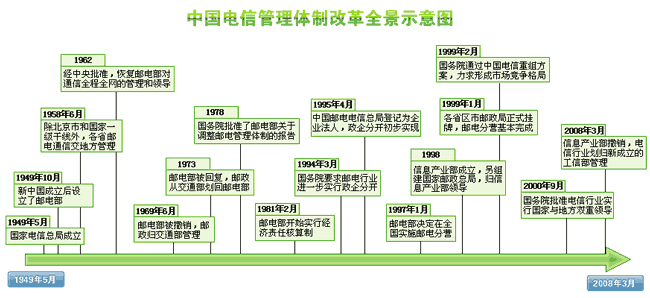 中国电信管理体制改革全景示意图
1999年2月
国务院通过中国电信重组方
案，力求形成市场竞争格局
1962
经中央批准，恢复邮电部对
通信全程全网的管理和领导
1958年6月
除北京市和国家一
级干线外，各省邮
电通信交地方管理
1978
国务院批准了邮电部关于
调整邮电管理体制的报告
1995年4月
中国邮电电信总局登记为企
业法人，政企分开初步实现
1999年1月
各省区市邮政局正式挂
牌，邮电分营基本完成
2008年3月
信息产业部撤销，电
信行业划归新成立的
工信部管理
1949年10月
新中国成立后设
立了邮电部
1973
邮电部被回复，邮政
从交通部划回邮电部
1994年3月
国务院要求邮电行业
进一步实行政企分开
1998
信息产业部成立，另组
建国家邮政总局，归信
息产业部领导
2000年9月
国务院批准电信行业实
行国家与地方双重领导
1949年5月
国家电信总局成立
1969年6月
邮电部被撤销，邮
政归交通部管理
1981年2月
邮电部开始实行经
济责任核算制
1997年1月
邮电部决定在全
国实施邮电分营
1949年5月
2008年3月